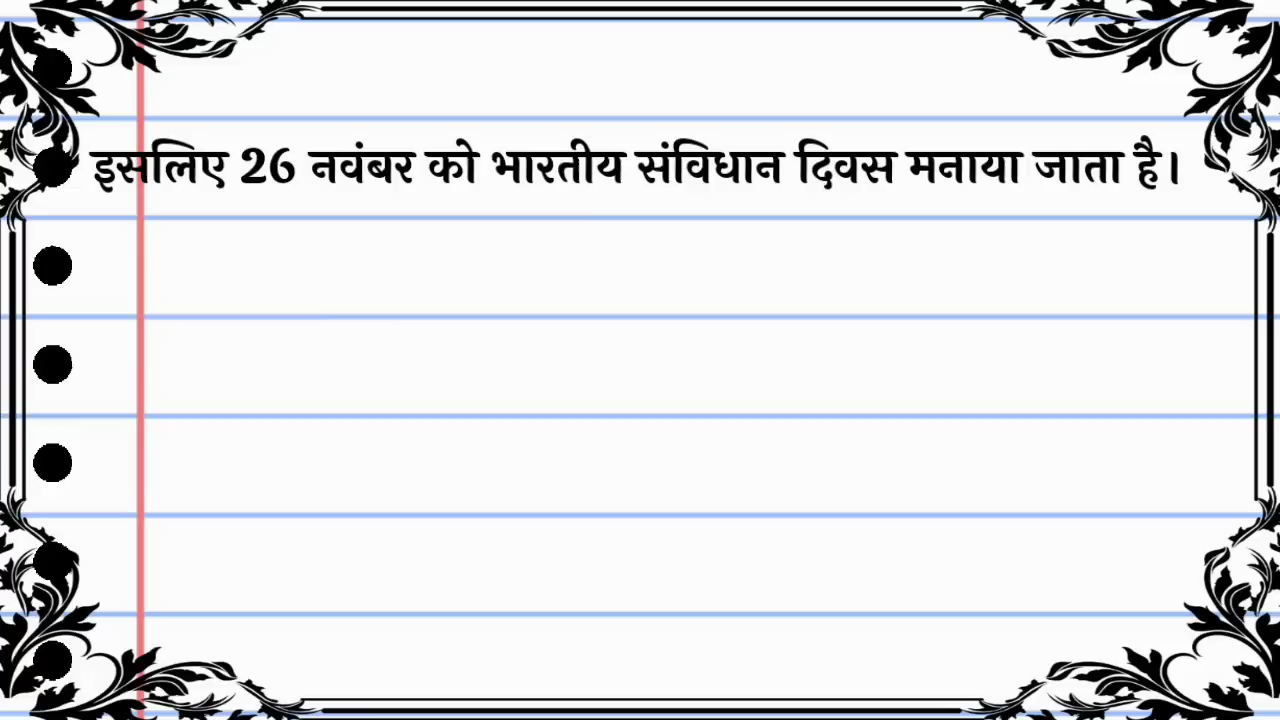 इसलिए 26 नवंबर को भारतीय संविधान दिवस मनाया जाता है।